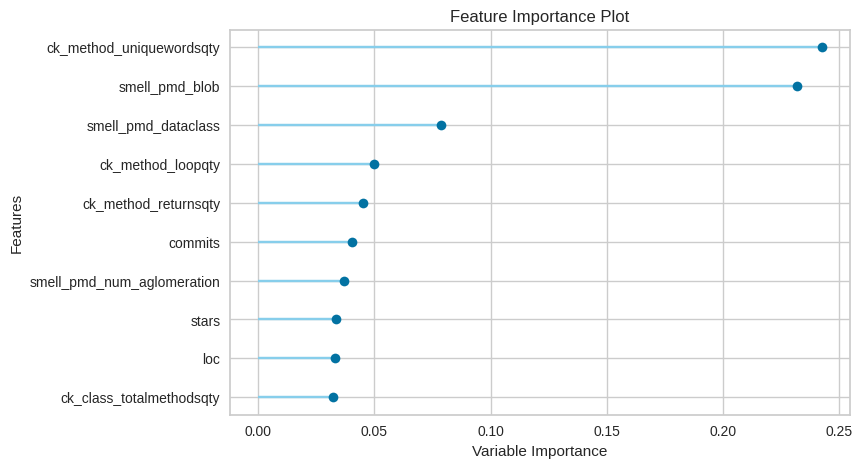 Feature Importance Plot
Features
ck_method_uniquewordsqty
smell_pmd_blob
smell_pmd_dataclass
ck_method_loopqty
ck_method_returnsqty
commits
smell_pmd_num_aglomeration
stars
loc
ck_class_totalmethodsqty
0.00 0.05 0.10 0.15 0.20 0.25
Variable Importance